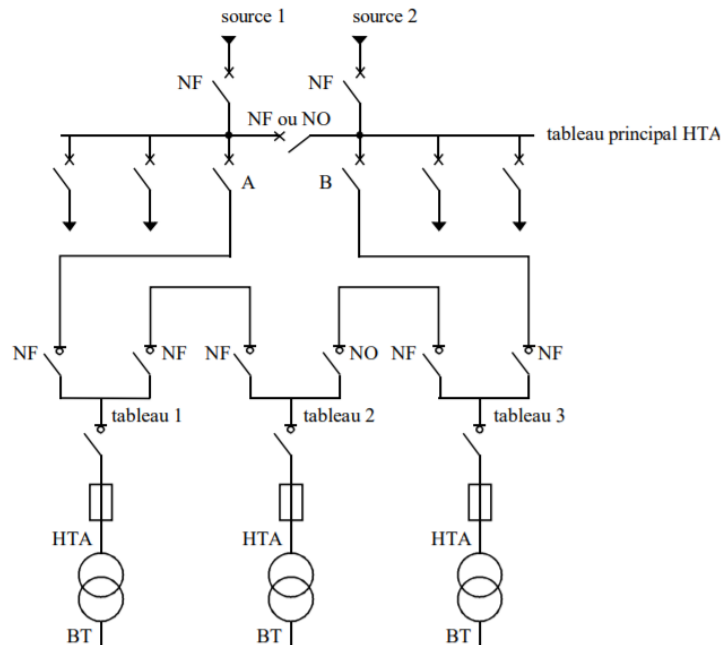 source 1
source 2
NF
NF
NF ou NO
tableau principal HTA
A
B
NF
NF
NF
NO
NF
NF
tableau 1
tableau 2
tableau 3
HTA
HTA
HTA
BT
BT
BT